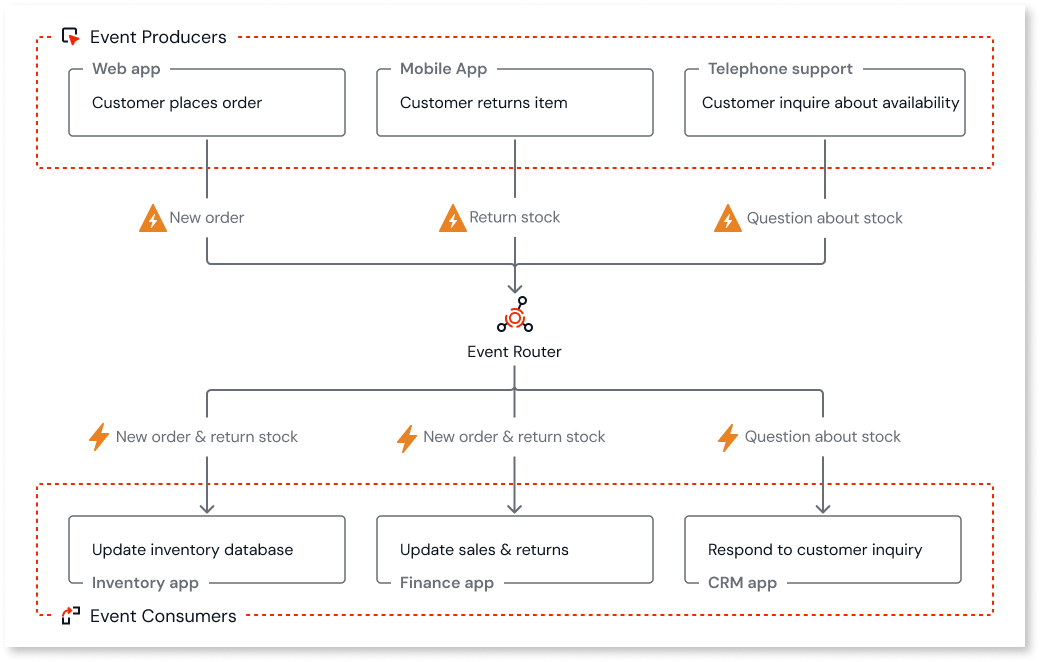 Event Producers
Web app
Mobile App
Telephone support
Customer places order
Customer returns item
Customer inquire about availability
New order
Return stock
Question about stock
Event Router
New order & return stock
New order & return stock
Question about stock
Update inventory database
Update sales & returns
Respond to customer inquiry
Inventory app
Finance app
CRM app
Event Consumers